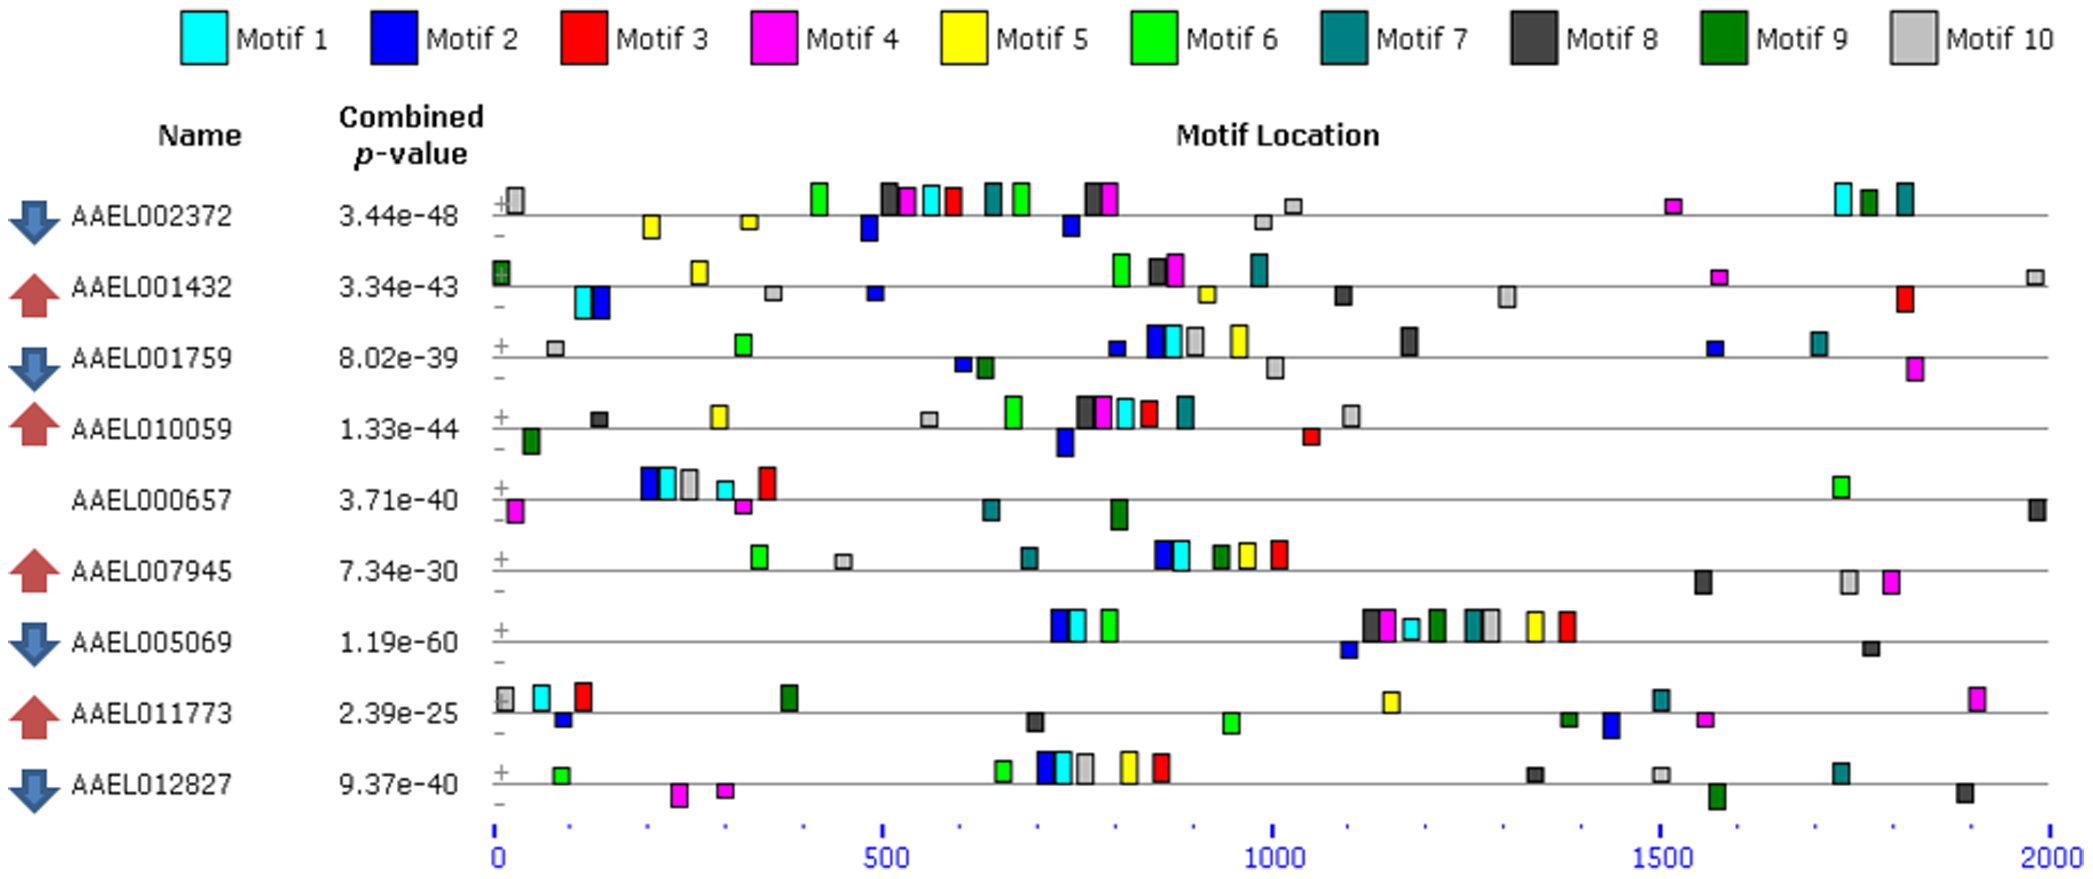 Motif 1 Motif 2 Motif 3 Motif 4 Motif 5 Motif 6 Motif 7 Motif 8 Motif 9 Motif 10
Name Combined p-value Motif Location
AAEL002372 3.44e-48 + −
AAEL001432 3.34e-43 + −
AAEL001759 8.02e-39 + −
AAEL010059 1.33e-44 + −
AAEL000657 3.71e-40 + −
AAEL007945 7.34e-30 + −
AAEL005069 1.19e-60 + −
AAEL011773 2.39e-25 + −
AAEL012827 9.37e-40 + −
0 500 1000 1500 2000